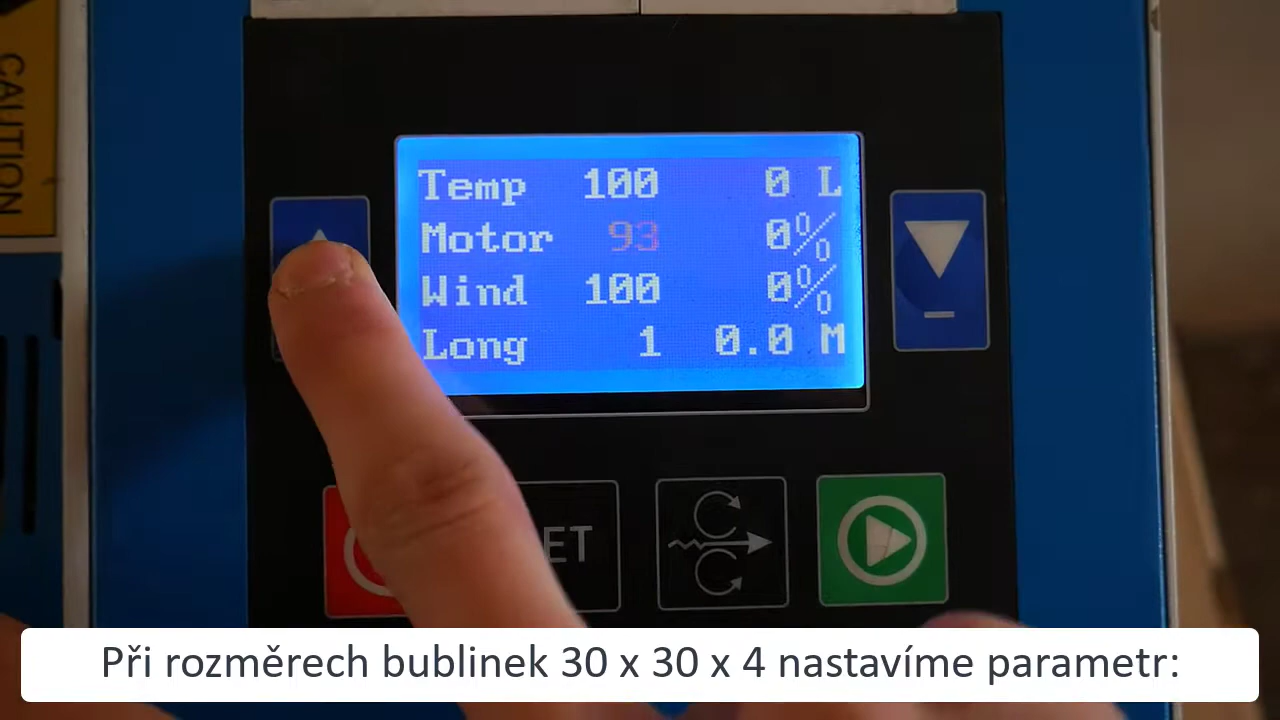 CAUTION
Temp 100 0 L
Motor 93 0%
Wind 100 0%
Long 1 0.0 M
Při rozměrech bublinek 30 x 30 x 4 nastavíme parametr: